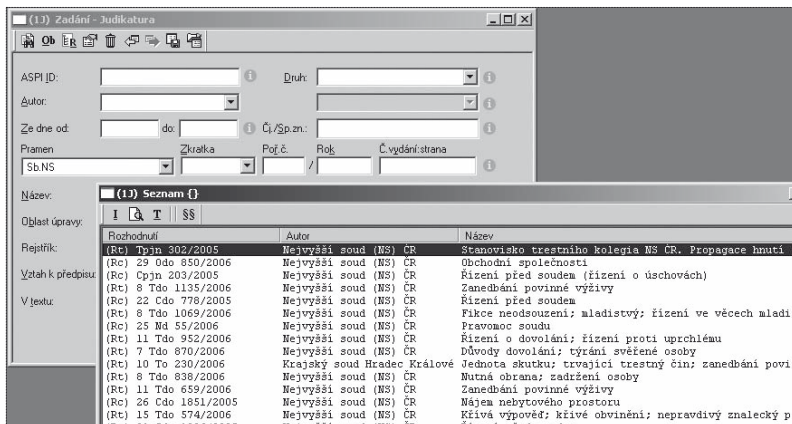 (1J) Zadání - Judikatura
Ob
ASPI ID:
Druh:
Autor:
Ze dne od:
do:
Čj./Sp.zn.:
Pramen
Zkratka
Poř.č.
Rok
Č.vydání:strana
Sb.NS
/
Název:
Oblast úpravy:
Rejstřík:
Vztah k předpisu:
V textu:
(1J) Seznam {}
I T §§
Rozhodnutí Autor Název
(Rt) Tpjn 302/2005 Nejvyšší soud (NS) ČR Stanovisko trestního kolegia NS ČR. Propagace hnutí
(Rc) 29 Odo 850/2006 Nejvyšší soud (NS) ČR Obchodní společnosti
(Rc) Cpjn 203/2005 Nejvyšší soud (NS) ČR Řízení před soudem (řízení o úschovách)
(Rt) 8 Tdo 1135/2006 Nejvyšší soud (NS) ČR Zanedbání povinné výživy
(Rc) 22 Cdo 778/2005 Nejvyšší soud (NS) ČR Řízení před soudem
(Rt) 8 Tdo 1069/2006 Nejvyšší soud (NS) ČR Fikce neodsouzení; mladistvý; řízení ve věcech mladi
(Rc) 25 Nd 55/2006 Nejvyšší soud (NS) ČR Pravomoc soudu
(Rt) 11 Tdo 952/2006 Nejvyšší soud (NS) ČR Řízení o dovolání; řízení proti uprchlému
(Rt) 7 Tdo 870/2006 Nejvyšší soud (NS) ČR Důvody dovolání; týrání svěřené osoby
(Rt) 10 To 230/2006 Krajský soud Hradec Králové Jednota skutku; trvající trestný čin; zanedbání povi
(Rt) 8 Tdo 838/2006 Nejvyšší soud (NS) ČR Nutná obrana; zadržení osoby
(Rt) 11 Tdo 659/2006 Nejvyšší soud (NS) ČR Zanedbání povinné výživy
(Rc) 26 Cdo 1851/2005 Nejvyšší soud (NS) ČR Nájem nebytového prostoru
(Rt) 15 Tdo 574/2006 Nejvyšší soud (NS) ČR Křivá výpověď; křivé obvinění; nepravdivý znalecký p